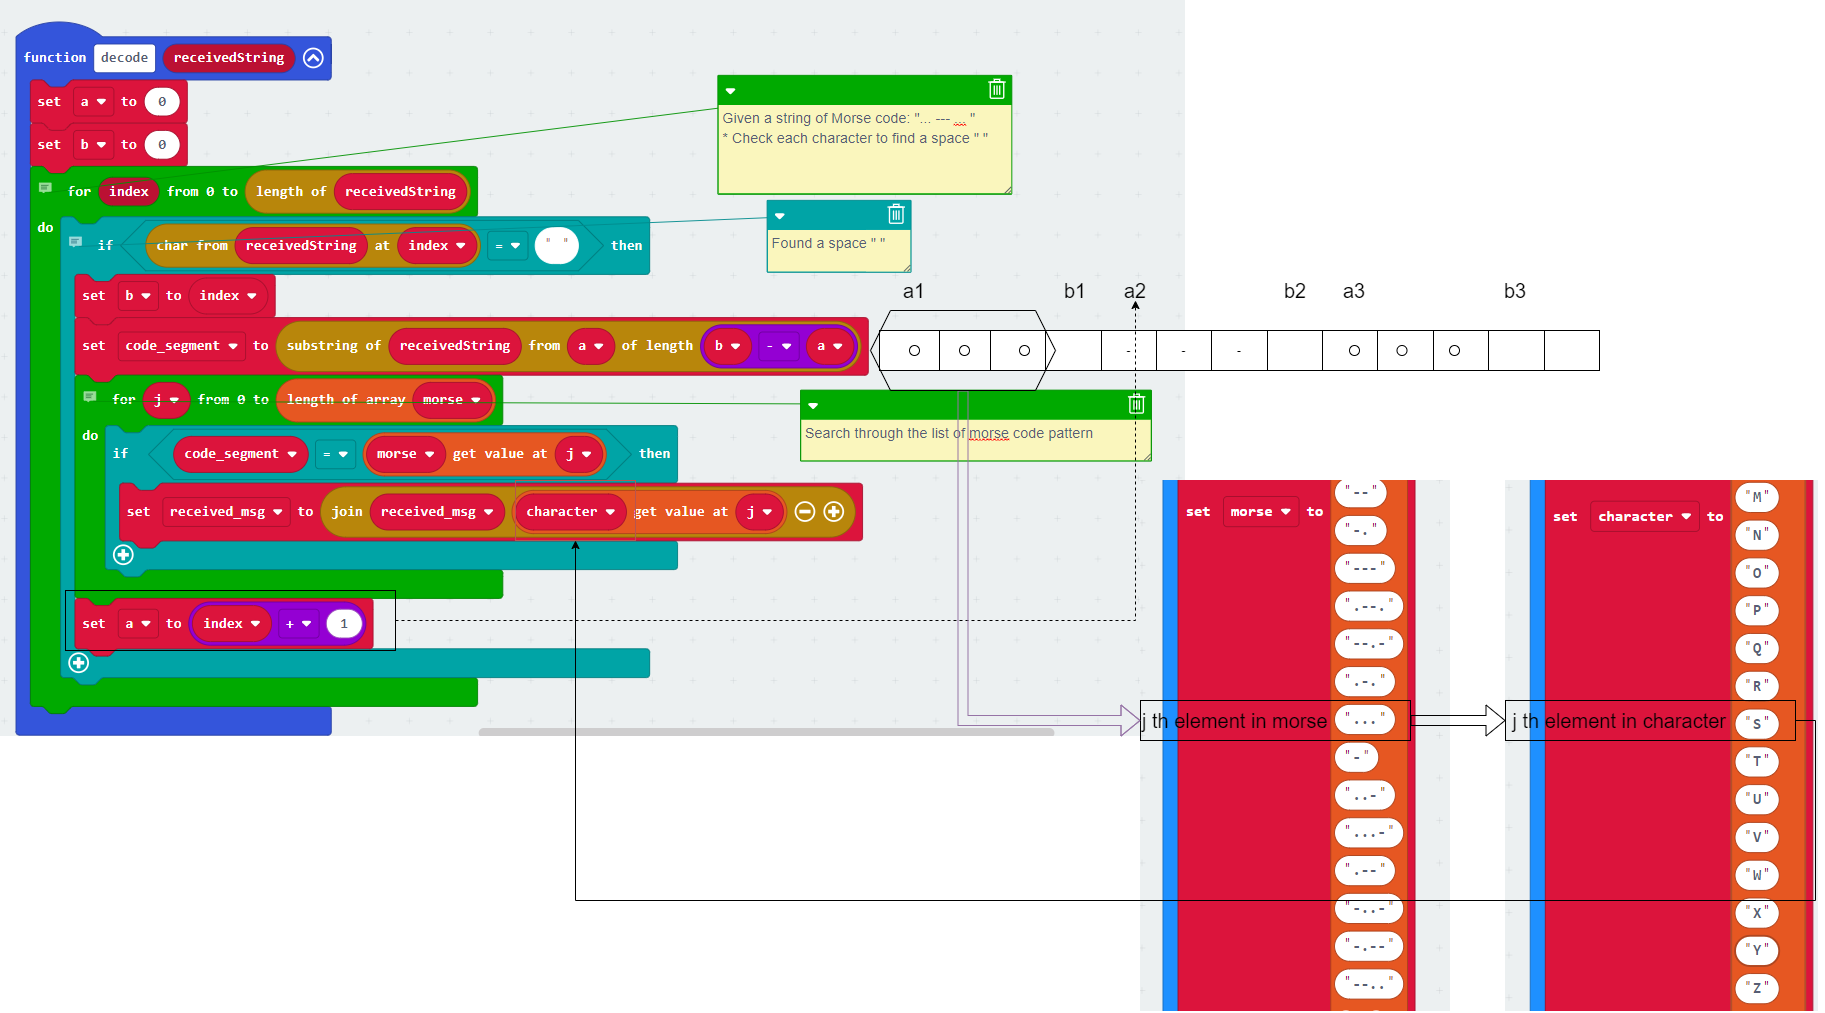 function decode receivedString
set a to 0
set b to 0
for index from 0 to length of receivedString
do
if char from receivedString at index = " " then
set b to index
set code_segment to substring of receivedString from a of length b - a
for j from 0 to length of array morse
do
if code_segment = morse get value at j then
set received_msg to join received_msg character get value at j
set a to index + 1
Given a string of Morse code: "... --- ... "
* Check each character to find a space " "
Found a space " "
a1 b1 a2 b2 a3 b3
- - -
Search through the list of morse code pattern
set morse to
"--"
"-."
"---"
".--."
"--.-"
".-."
j th element in morse "..."
"-"
"..-"
"...-"
".--"
"-..-"
"-.--"
"--.."
set character to
"M"
"N"
"O"
"P"
"Q"
"R"
j th element in character "S"
"T"
"U"
"V"
"W"
"X"
"Y"
"Z"